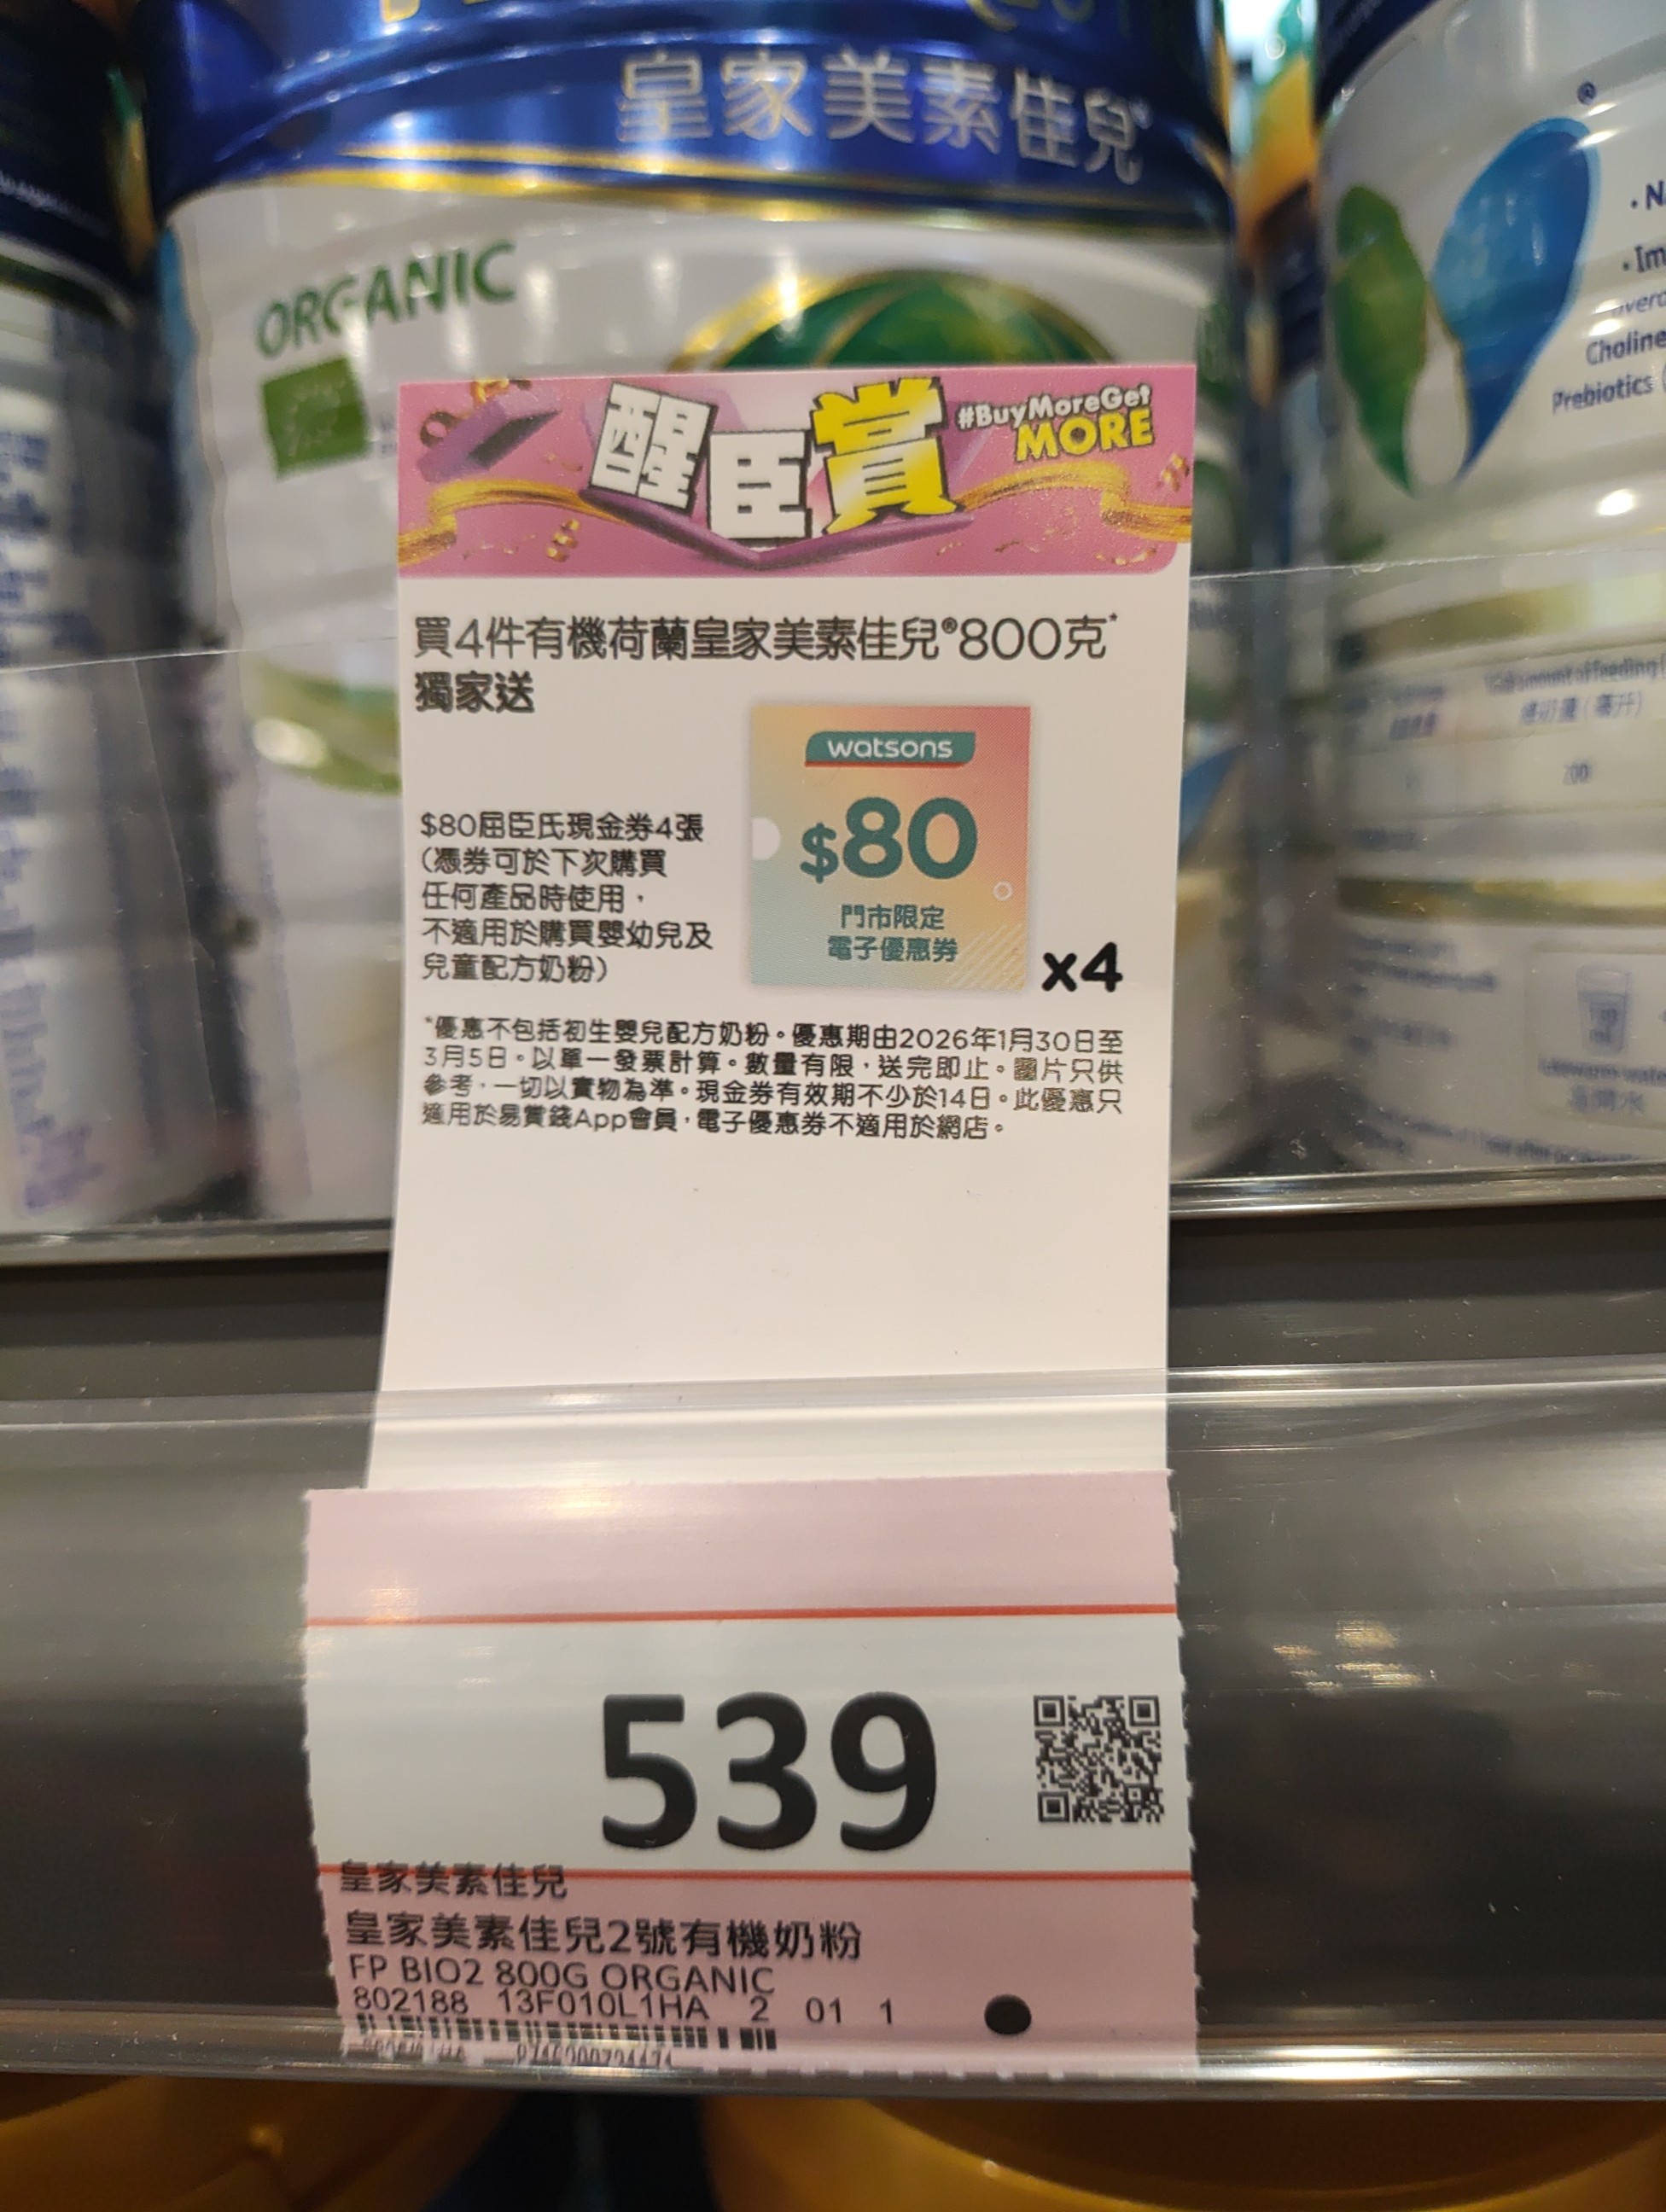 皇家美素佳兒
ORGANIC
®
Choline
Prebiotics
醒臣賞
#BuyMoreGet
MORE
買4件有機荷蘭皇家美素佳兒®800克*
獨家送
watsons
$80
門市限定
電子優惠券
x4
$80屈臣氏現金券4張
(憑券可於下次購買
任何產品時使用，
不適用於購買嬰幼兒及
兒童配方奶粉)
*優惠不包括初生嬰兒配方奶粉。優惠期由2026年1月30日至
3月5日。以單一發票計算。數量有限，送完即止。圖片只供
參考，一切以實物為準。現金券有效期不少於14日。此優惠只
適用於易賞錢App會員，電子優惠券不適用於網店。
539
皇家美素佳兒
皇家美素佳兒2號有機奶粉
FP BIO2 800G ORGANIC
802188 13F010L1HA 2 01 1